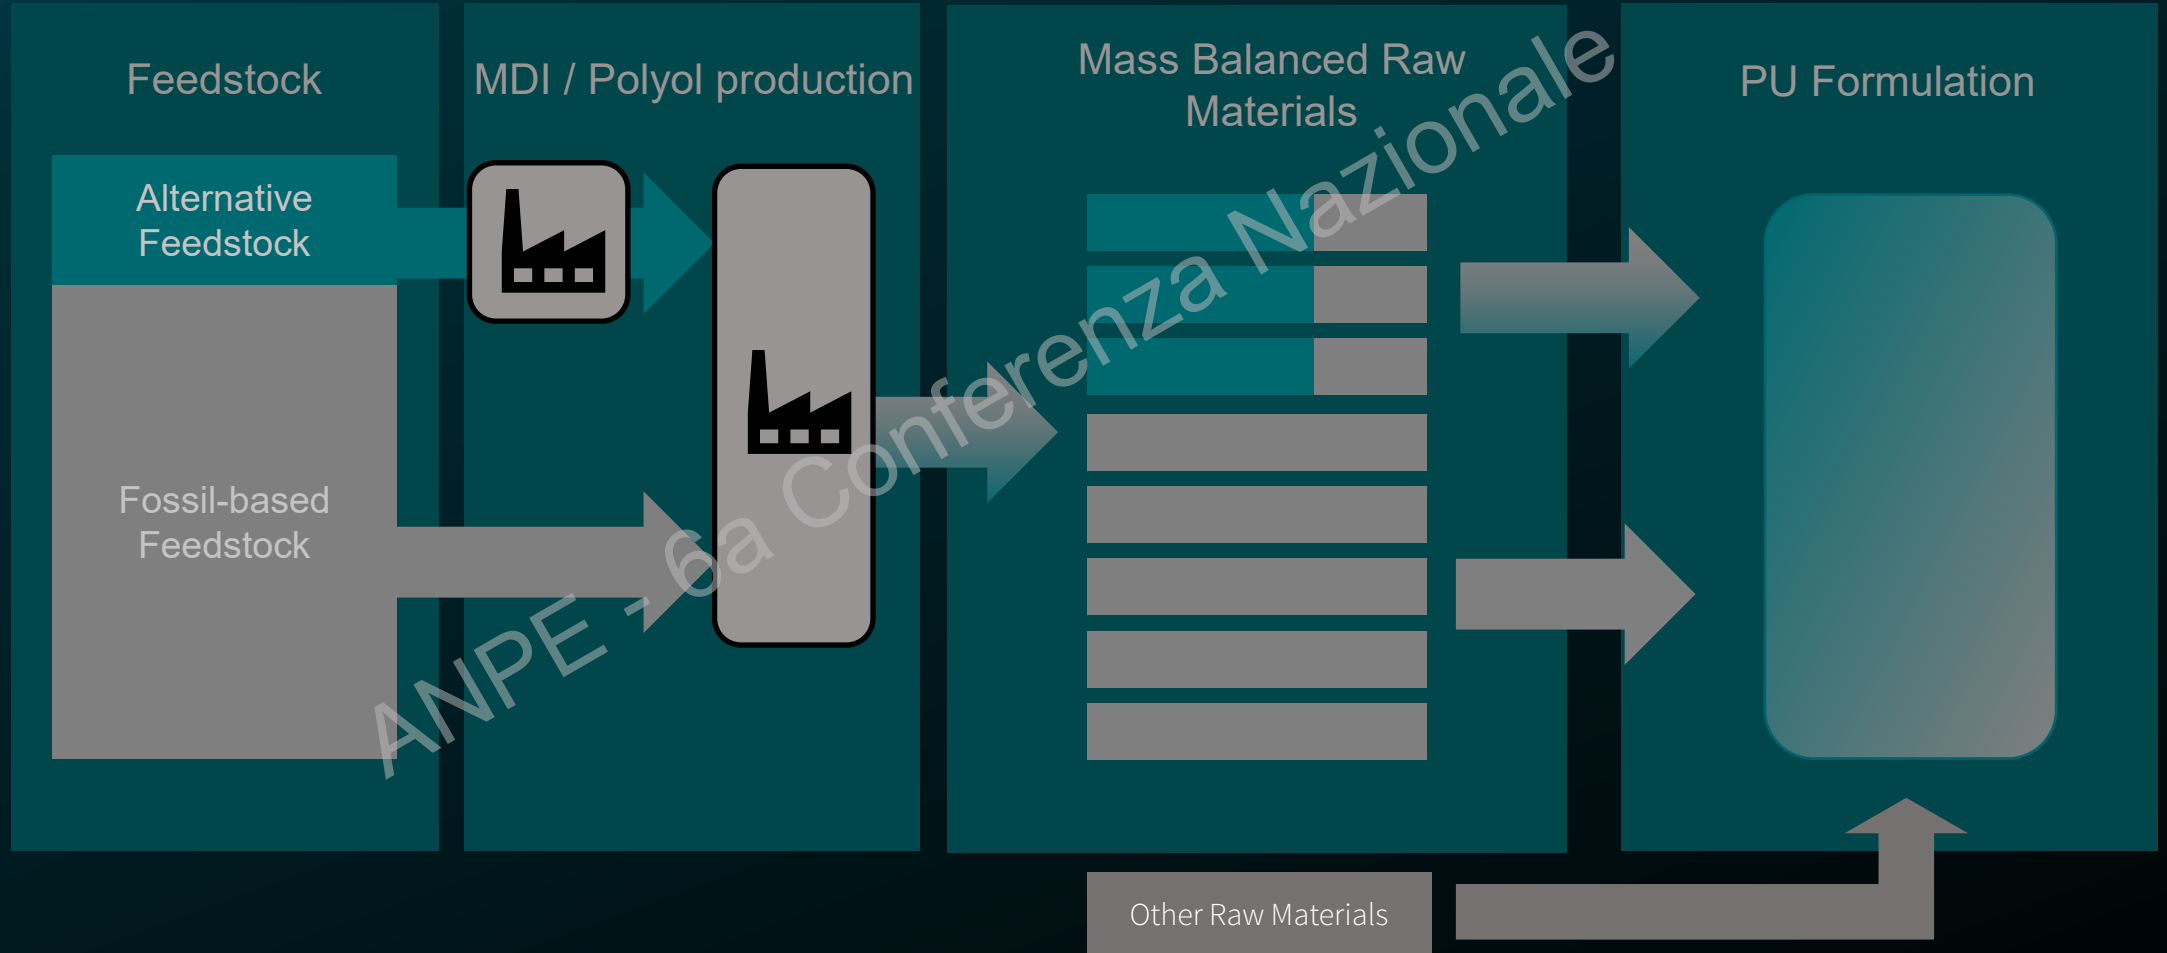 Feedstock
MDI / Polyol production
Mass Balanced Raw
Materials
PU Formulation
Alternative
Feedstock
Fossil-based
Feedstock
ANPE - 6a Conferenza Nazionale
Other Raw Materials